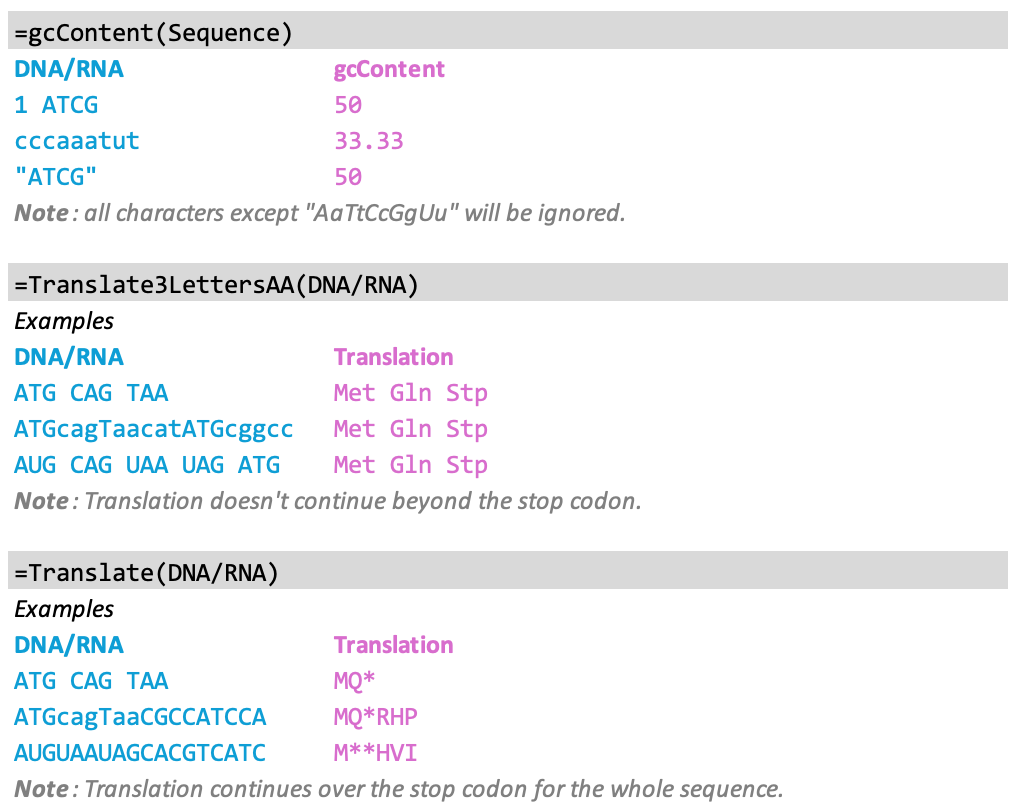 =gcContent(Sequence)
DNA/RNA gcContent
1 ATCG 50
cccaaatut 33.33
"ATCG" 50
Note: all characters except "AaTtCcGgUu" will be ignored.
=Translate3LettersAA(DNA/RNA)
Examples
DNA/RNA Translation
ATG CAG TAA Met Gln Stp
ATGcagTaacatATGcggcc Met Gln Stp
AUG CAG UAA UAG ATG Met Gln Stp
Note: Translation doesn't continue beyond the stop codon.
=Translate(DNA/RNA)
Examples
DNA/RNA Translation
ATG CAG TAA MQ*
ATGcagTaaCGCCATCCA MQ*RHP
AUGUAAUAGCACGTCATC M**HVI
Note: Translation continues over the stop codon for the whole sequence.